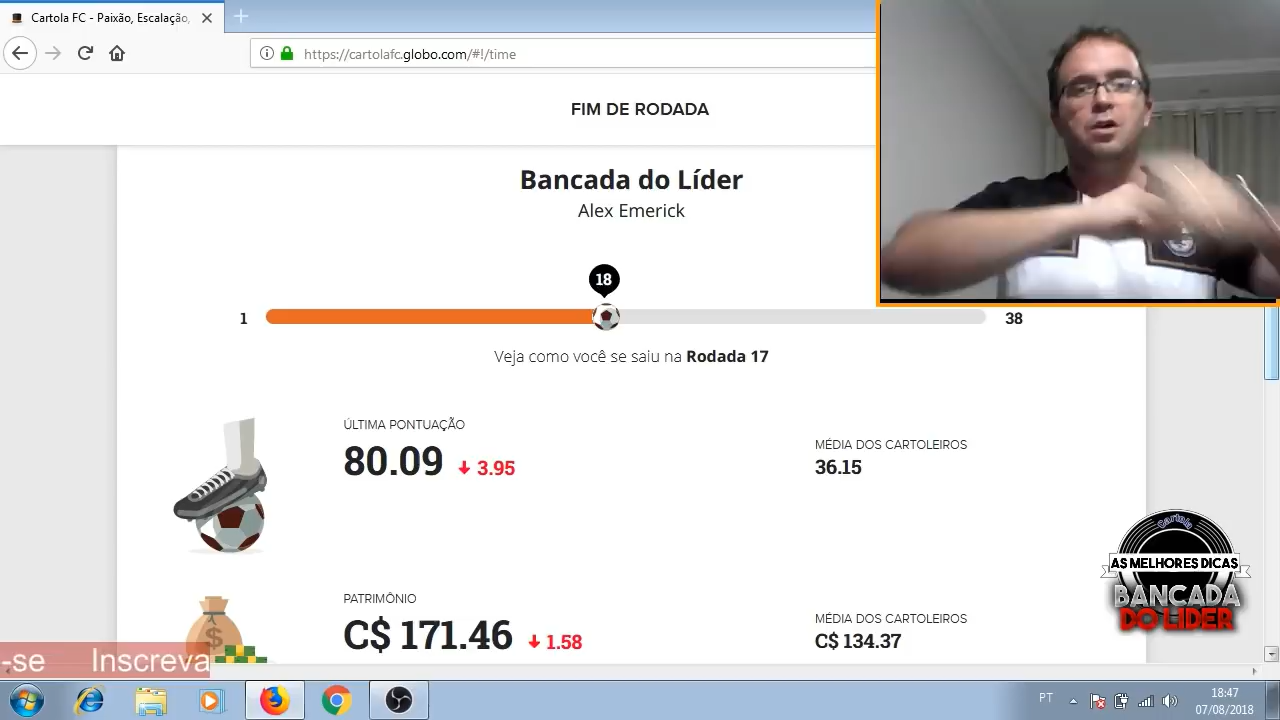 Cartola FC - Paixão, Escalação,
https://cartolafc.globo.com/#!/time
FIM DE RODADA
Bancada do Líder
Alex Emerick
18
1
38
Veja como você se saiu na Rodada 17
ÚLTIMA PONTUAÇÃO
80.09 3.95
MÉDIA DOS CARTOLEIROS
36.15
PATRIMÔNIO
C$ 171.46 1.58
MÉDIA DOS CARTOLEIROS
C$ 134.37
$
Cartola
AS MELHORES DICAS
BANCADA
DO LIDER
-se Inscreva
PT
18:47
07/08/2018